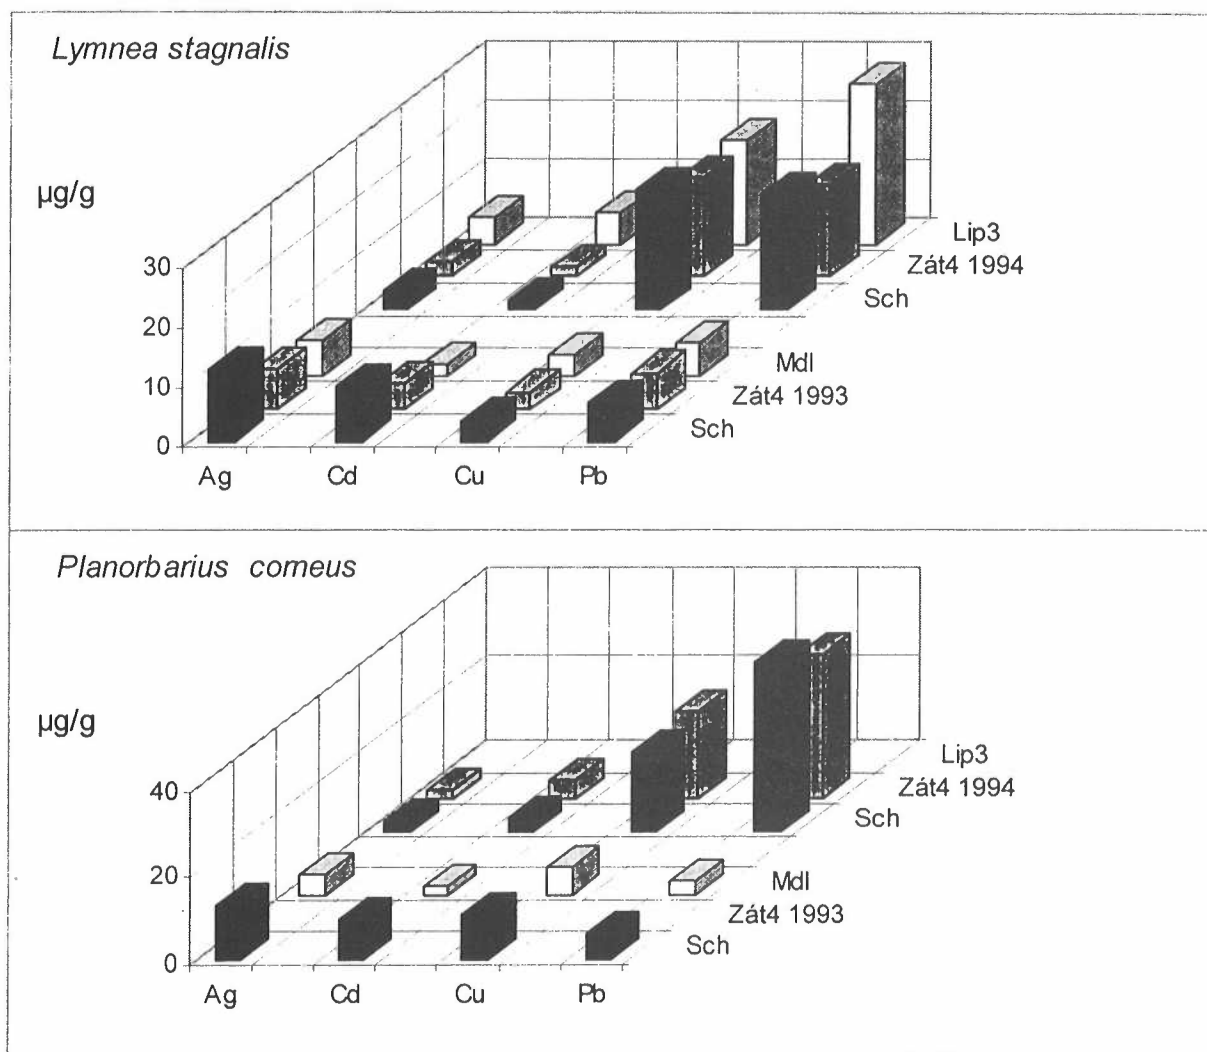 Lymnea stagnalis
µg/g
30
20
10
0
Lip3
Zát4 1994
Sch
Mdl
Zát4 1993
Sch
Ag Cd Cu Pb
Planorbarius corneus
µg/g
40
20
0
Lip3
Zát4 1994
Sch
Mdl
Zát4 1993
Sch
Ag Cd Cu Pb